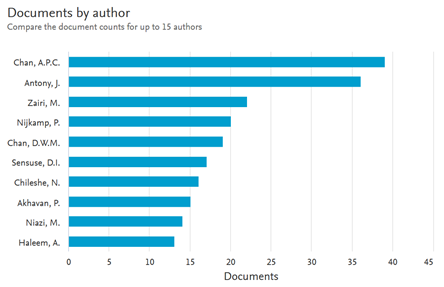 Documents by author
Compare the document counts for up to 15 authors
Chan, A.P.C.
Antony, J.
Zairi, M.
Nijkamp, P.
Chan, D.W.M.
Sensuse, D.I.
Chileshe, N.
Akhavan, P.
Niazi, M.
Haleem, A.
0 5 10 15 20 25 30 35 40 45
Documents